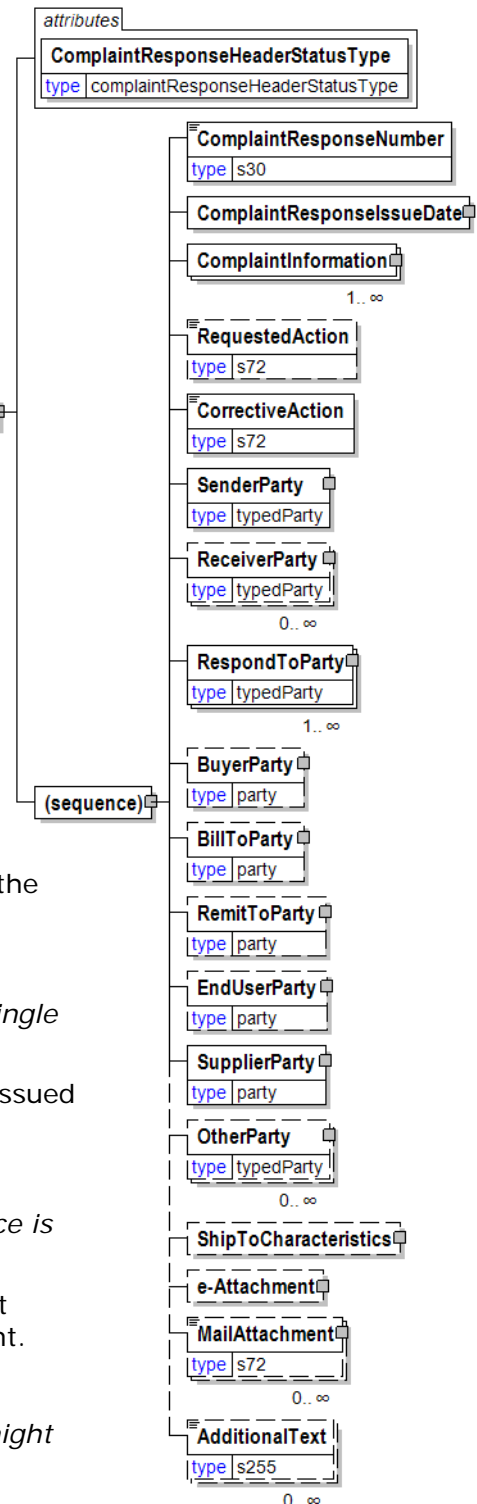 attributes
ComplaintResponseHeaderStatusType
type complaintResponseHeaderStatusType
ComplaintResponseNumber
type s30
ComplaintResponseIssueDate
ComplaintInformation
1.. ∞
RequestedAction
type s72
CorrectiveAction
type s72
SenderParty
type typedParty
ReceiverParty
type typedParty
0.. ∞
RespondToParty
type typedParty
1.. ∞
(sequence)
BuyerParty
type party
BillToParty
type party
RemitToParty
type party
EndUserParty
type party
SupplierParty
type party
OtherParty
type typedParty
0.. ∞
ShipToCharacteristics
e-Attachment
MailAttachment
type s72
0.. ∞
AdditionalText
type s255
0.. ∞
the
ingle
ssued
ce is
t
nt.
night